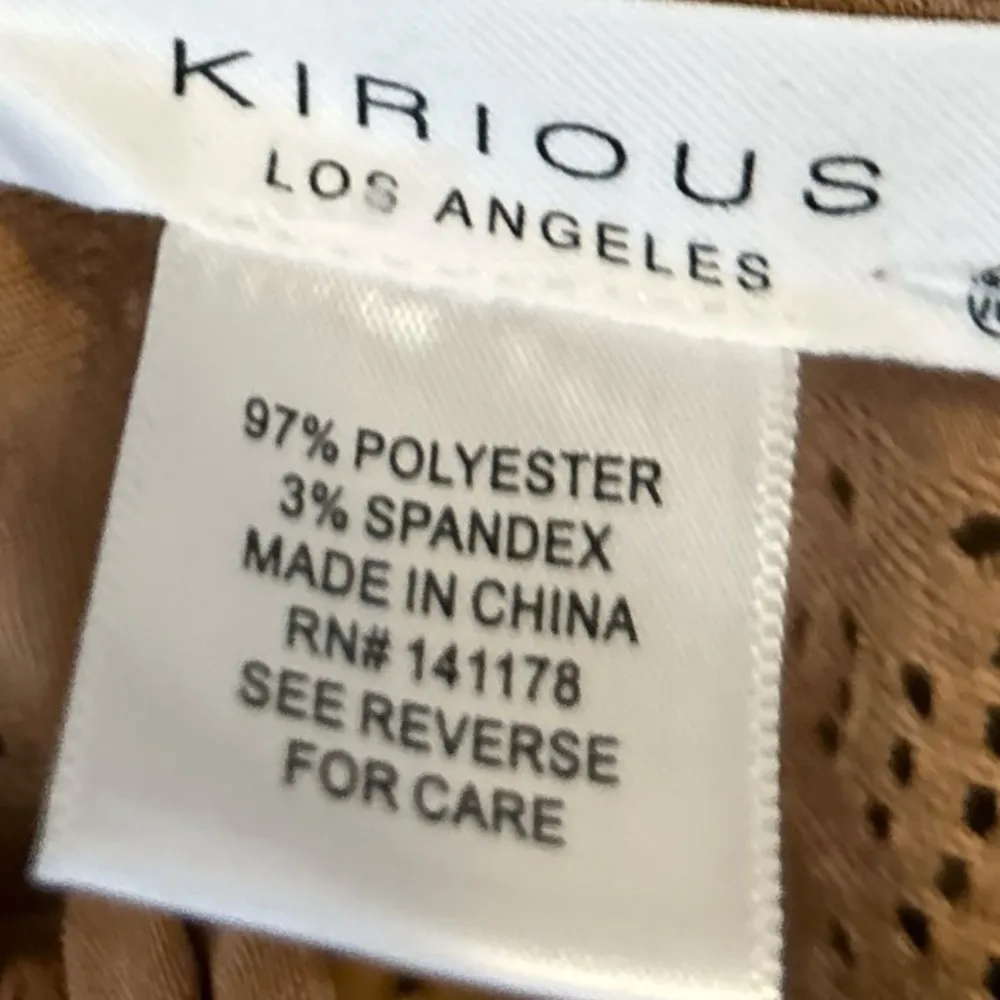 KIRIOUS
LOS ANGELES
97% POLYESTER
3% SPANDEX
MADE IN CHINA
RN# 141178
SEE REVERSE
FOR CARE